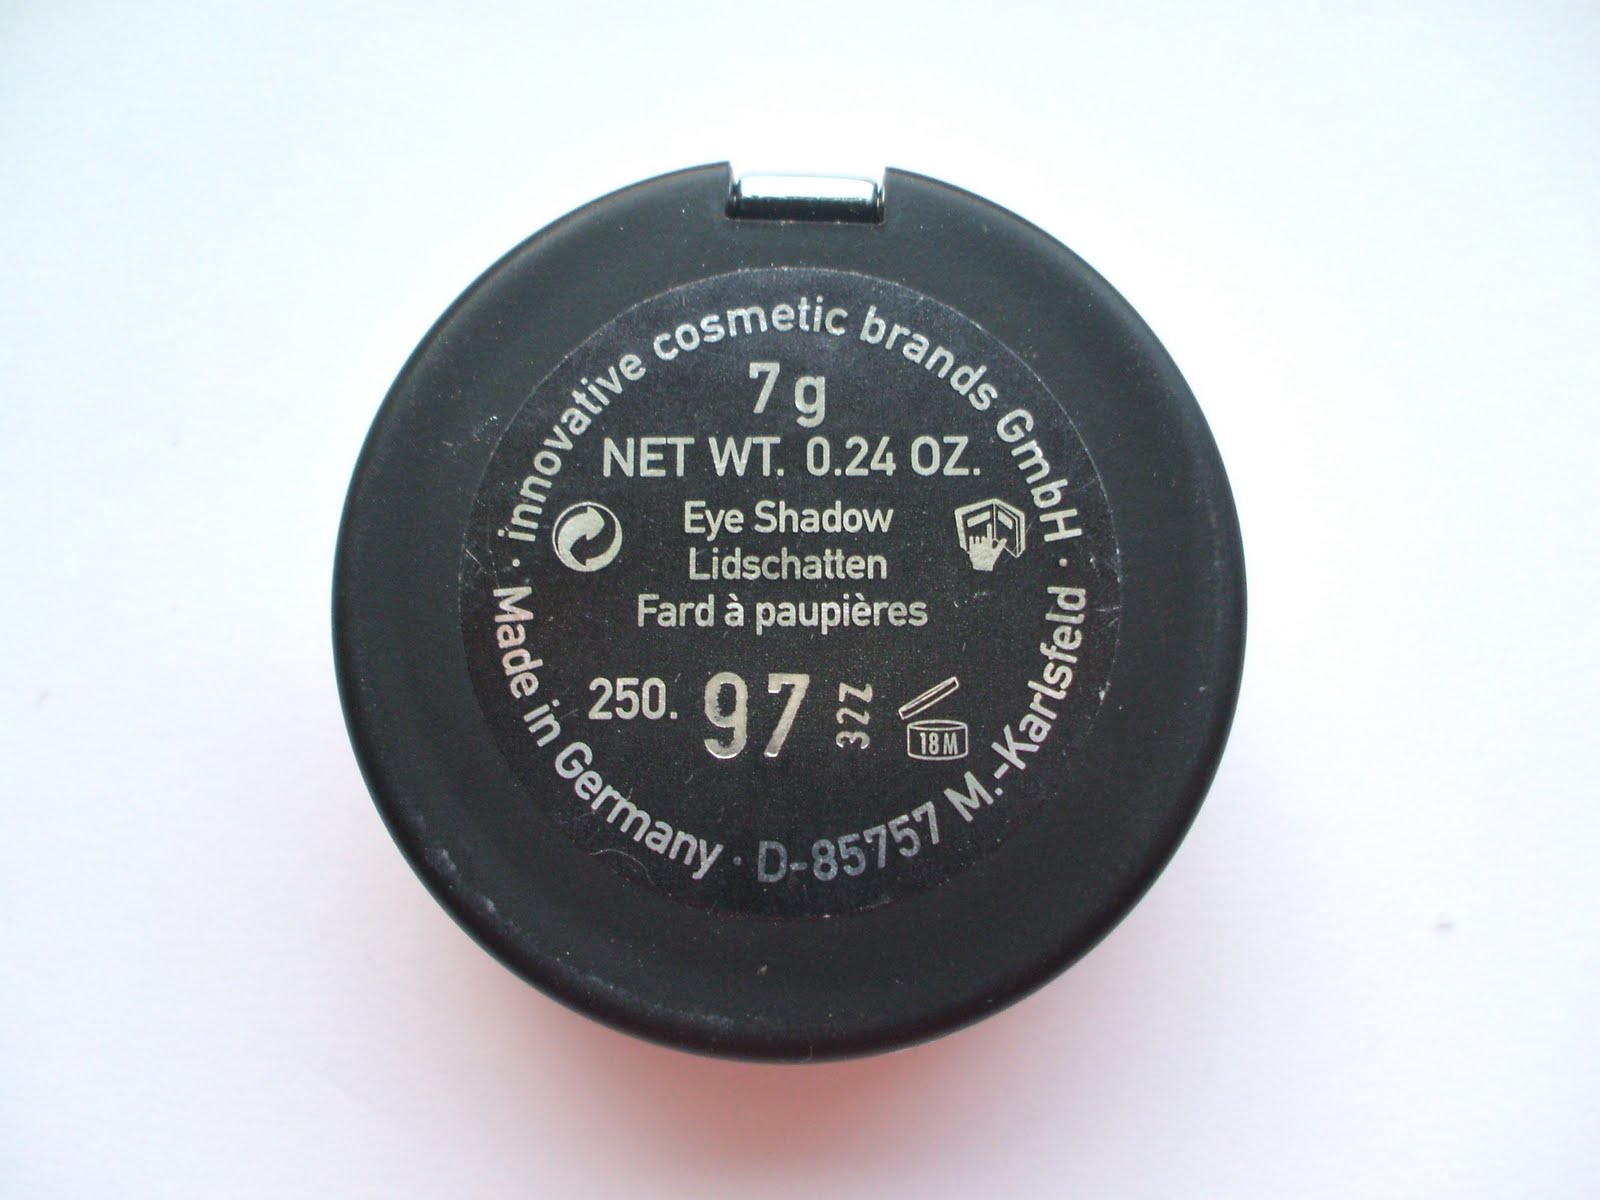 · innovative cosmetic brands GmbH · D-85757 M.-Karlsfeld · Made in Germany
7 g
NET WT. 0.24 OZ.
Eye Shadow
Lidschatten
Fard à paupières
250. 97 32Z
18M